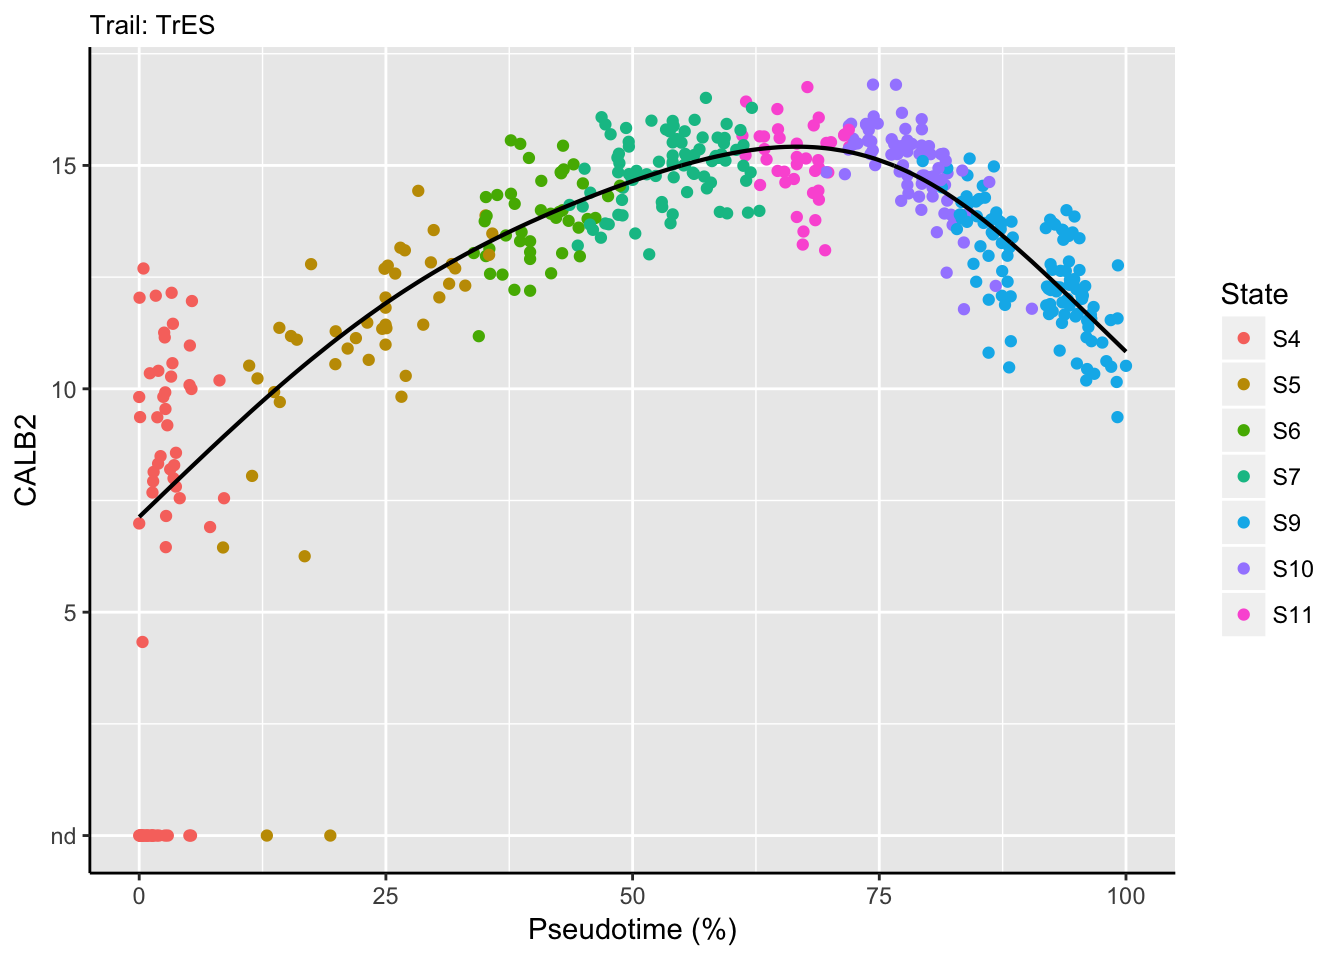 Trail: TrES
CALB2
15
10
5
nd
0 25 50 75 100
Pseudotime (%)
State
S4
S5
S6
S7
S9
S10
S11